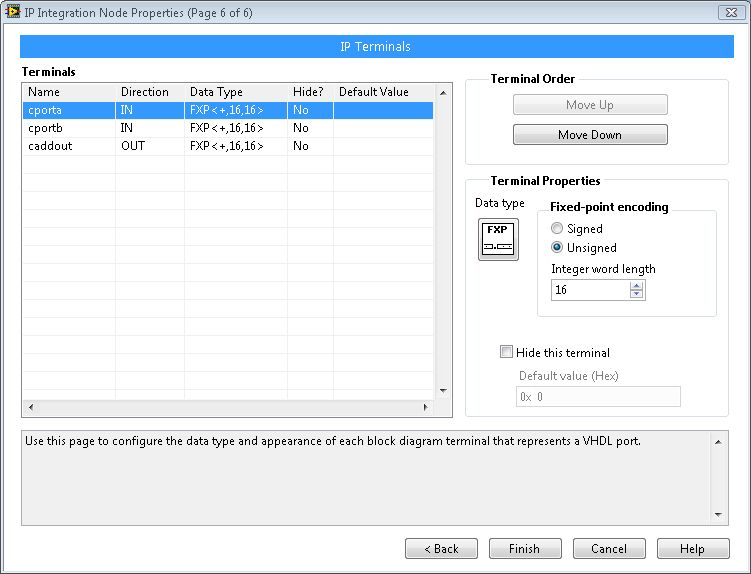 IP Integration Node Properties (Page 6 of 6)
IP Terminals
Terminals
Name Direction Data Type Hide? Default Value
cporta IN FXP<+,16,16> No
cportb IN FXP<+,16,16> No
caddout OUT FXP<+,16,16> No
Terminal Order
Move Up
Move Down
Terminal Properties
Data type
FXP
Fixed-point encoding
Signed
Unsigned
Integer word length
16
Hide this terminal
Default value (Hex)
0x 0
Use this page to configure the data type and appearance of each block diagram terminal that represents a VHDL port.
< Back Finish Cancel Help